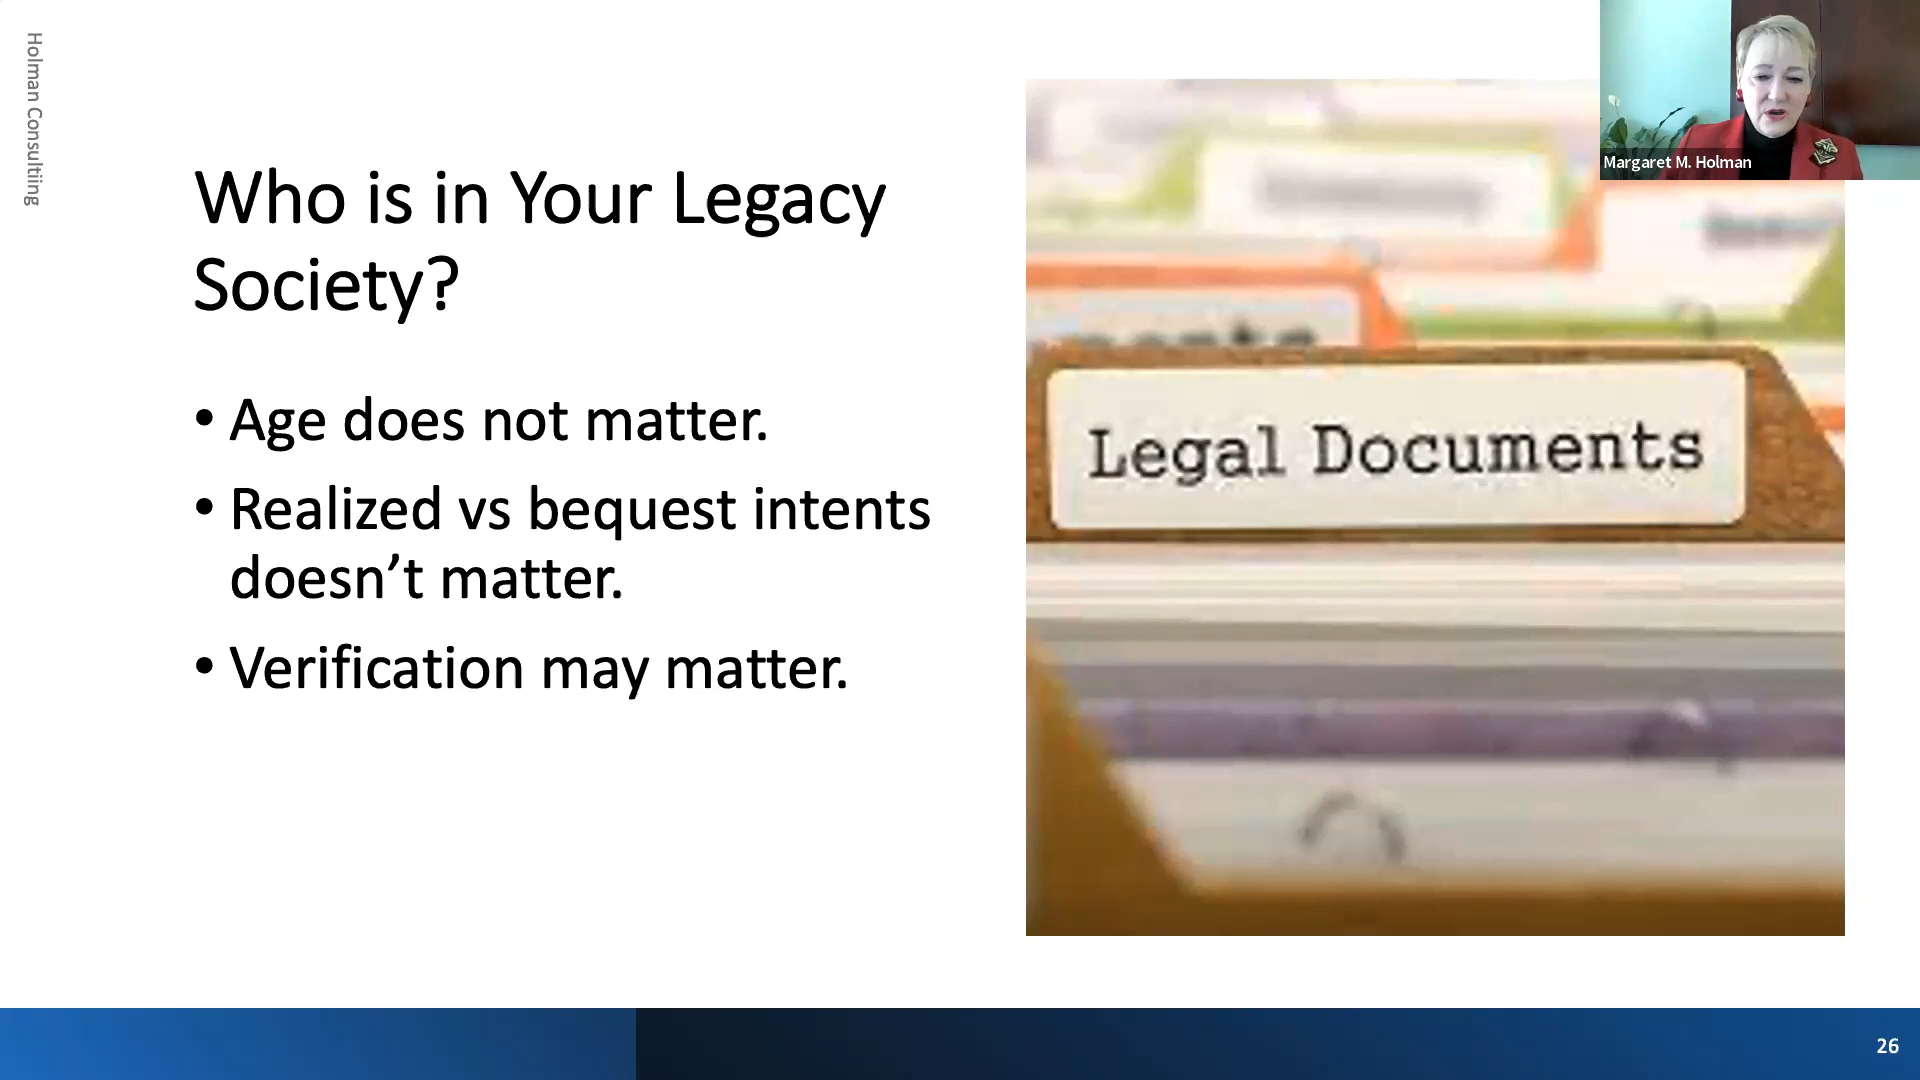 Holman Consultiing
Margaret M. Holman
Who is in Your Legacy
Society?
• Age does not matter.
• Realized vs bequest intents
doesn’t matter.
• Verification may matter.
Legal Documents
26